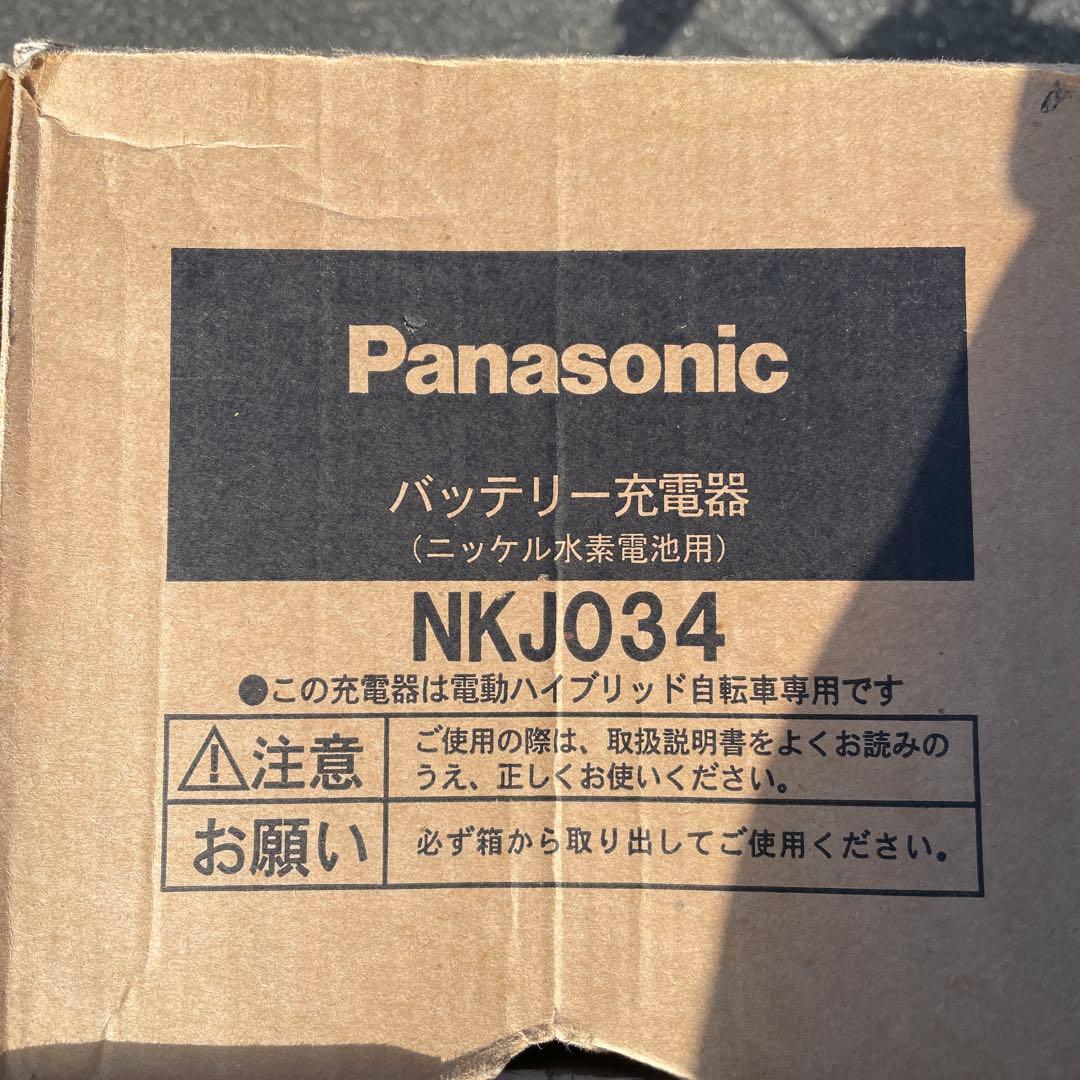 Panasonic
バッテリー充電器
(ニッケル水素電池用)
NKJ034
●この充電器は電動ハイブリッド自転車専用です
⚠注意
ご使用の際は、取扱説明書をよくお読みの
うえ、正しくお使いください。
お願い
必ず箱から取り出してご使用ください。